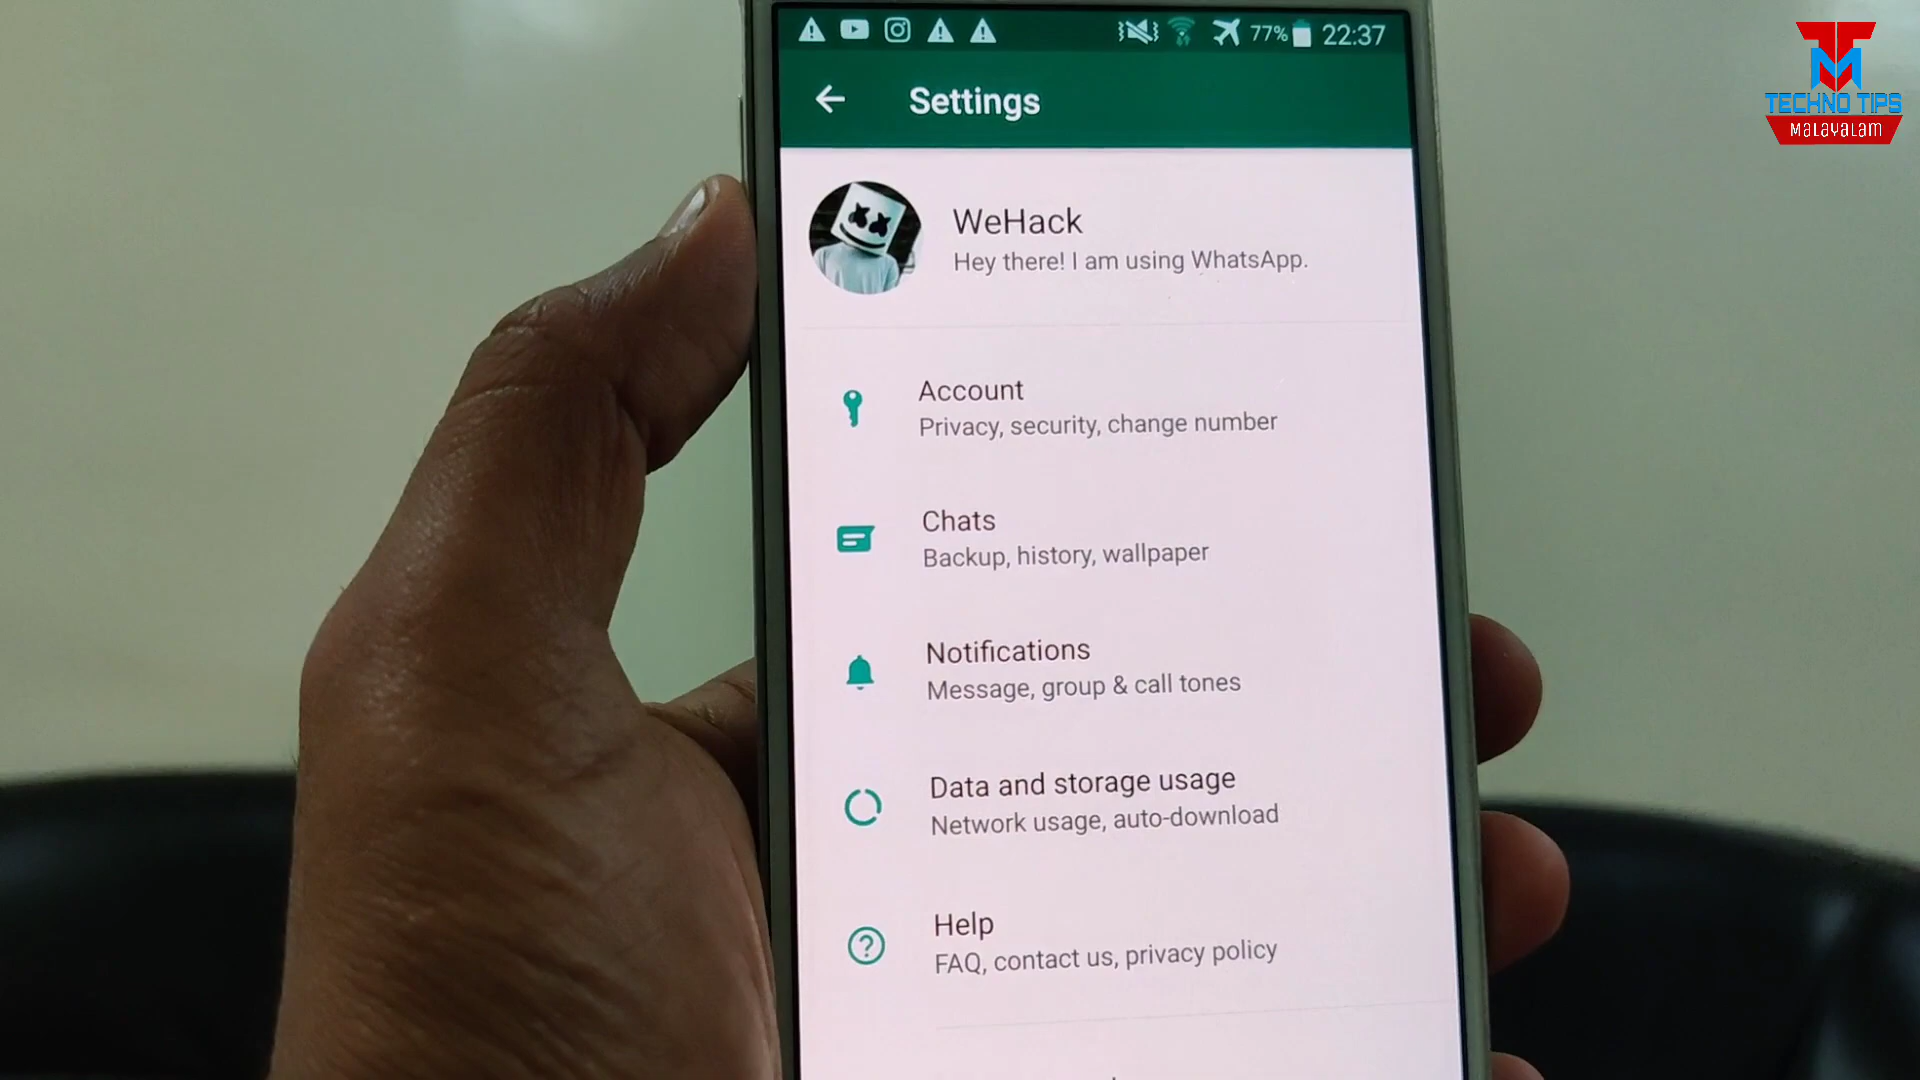 77% 22:37
Settings
WeHack
Hey there! I am using WhatsApp.
Account
Privacy, security, change number
Chats
Backup, history, wallpaper
Notifications
Message, group & call tones
Data and storage usage
Network usage, auto-download
Help
FAQ, contact us, privacy policy
TM
TECHNO TIPS
MALAYALAM